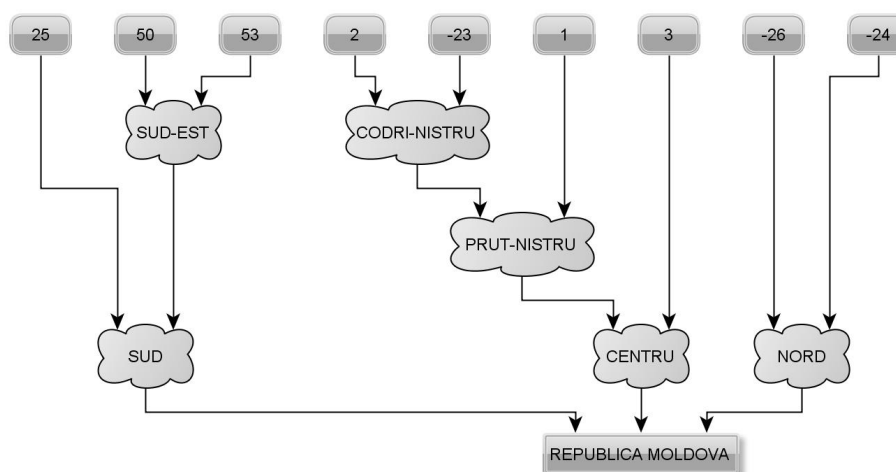 25 50 53 2 -23 1 3 -26 -24
SUD-EST CODRI-NISTRU
PRUT-NISTRU
SUD CENTRU NORD
REPUBLICA MOLDOVA